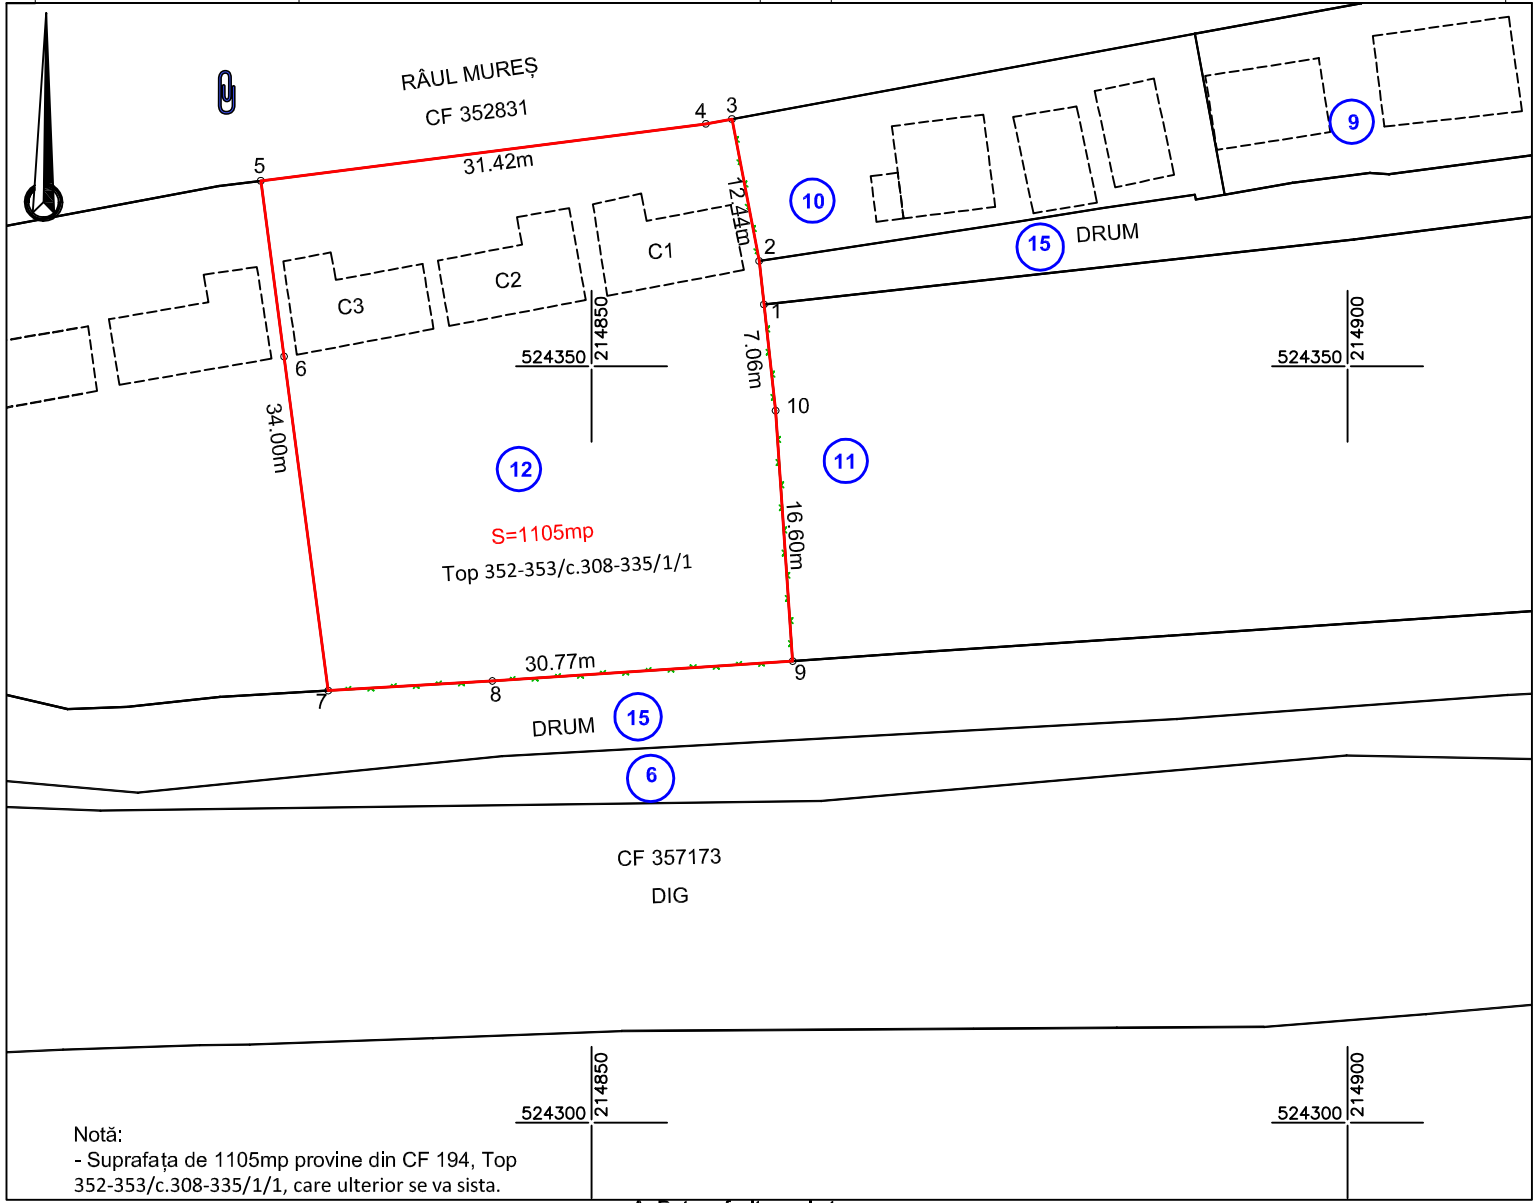 RÂUL MUREȘ
CF 352831
4
3
5
31.42m
12.44m
9
10
15
DRUM
2
C1
C2
C3
1
214850
524350
214900
524350
6
7.06m
10
34.00m
12
11
S=1105mp
Top 352-353/c.308-335/1/1
16.60m
30.77m
9
7
8
DRUM
15
6
CF 357173
DIG
214850
524300
214900
524300
Notă:
- Suprafața de 1105mp provine din CF 194, Top
352-353/c.308-335/1/1, care ulterior se va sista.